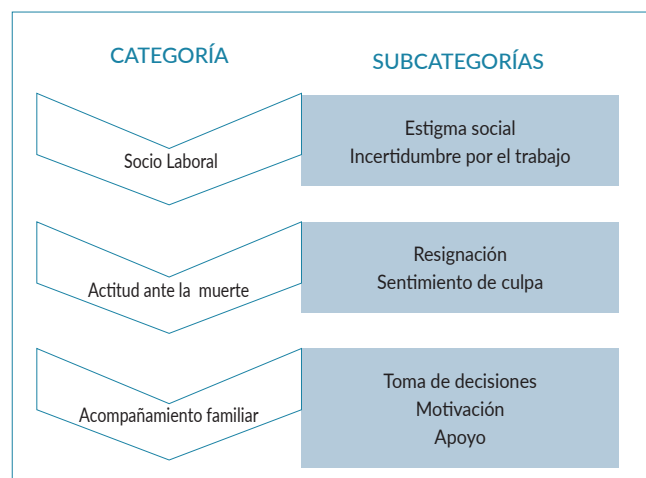 CATEGORÍA
SUBCATEGORÍAS
Socio Laboral
Estigma social
Incertidumbre por el trabajo
Actitud ante la muerte
Resignación
Sentimiento de culpa
Acompañamiento familiar
Toma de decisiones
Motivación
Apoyo